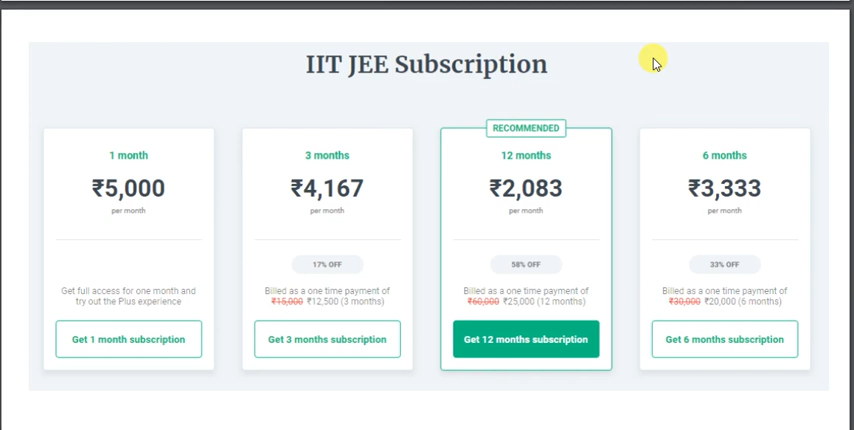 IIT JEE Subscription
1 month
₹5,000
per month
Get full access for one month and
try out the Plus experience
Get 1 month subscription
3 months
₹4,167
per month
17% OFF
Billed as a one time payment of
₹15,000 ₹12,500 (3 months)
Get 3 months subscription
RECOMMENDED
12 months
₹2,083
per month
58% OFF
Billed as a one time payment of
₹60,000 ₹25,000 (12 months)
Get 12 months subscription
6 months
₹3,333
per month
33% OFF
Billed as a one time payment of
₹30,000 ₹20,000 (6 months)
Get 6 months subscription